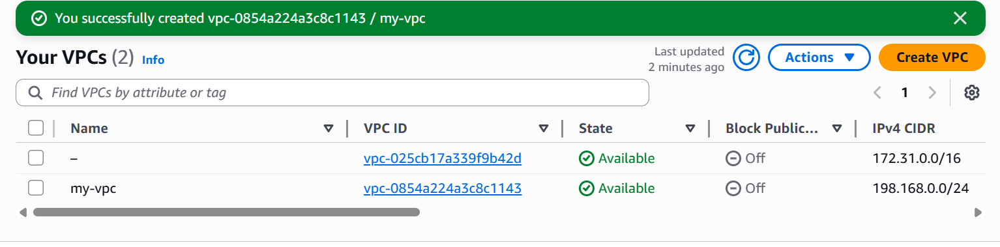 You successfully created vpc-0854a224a3c8c1143 / my-vpc
Your VPCs (2) Info
Last updated
2 minutes ago
Actions
Create VPC
Find VPCs by attribute or tag
1
Name VPC ID State Block Public... IPv4 CIDR
– vpc-025cb17a339f9b42d Available Off 172.31.0.0/16
my-vpc vpc-0854a224a3c8c1143 Available Off 198.168.0.0/24